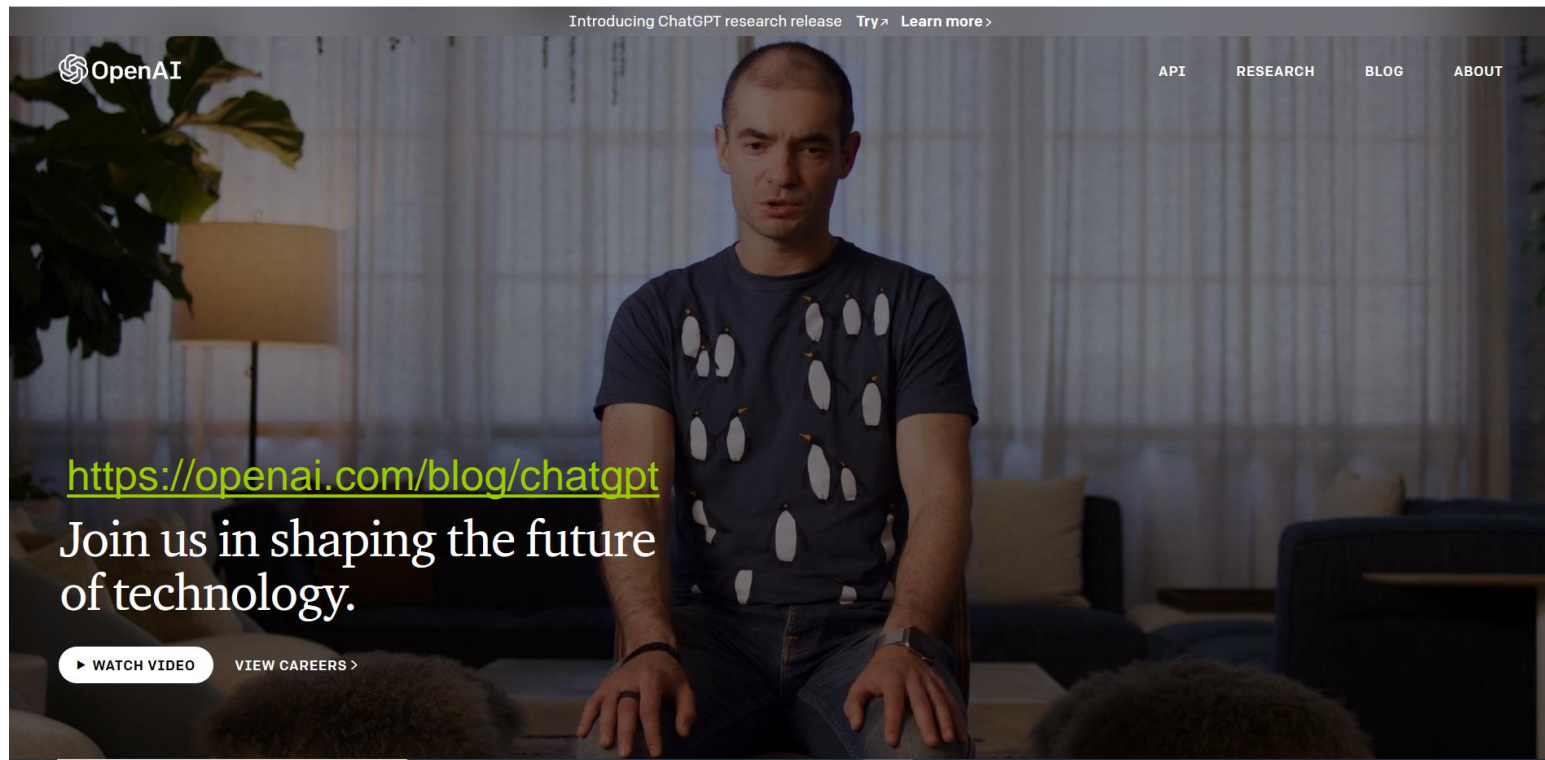 Introducing ChatGPT research release Try↗ Learn more >
OpenAI
API RESEARCH BLOG ABOUT
https://openai.com/blog/chatgpt
Join us in shaping the future
of technology.
WATCH VIDEO VIEW CAREERS >